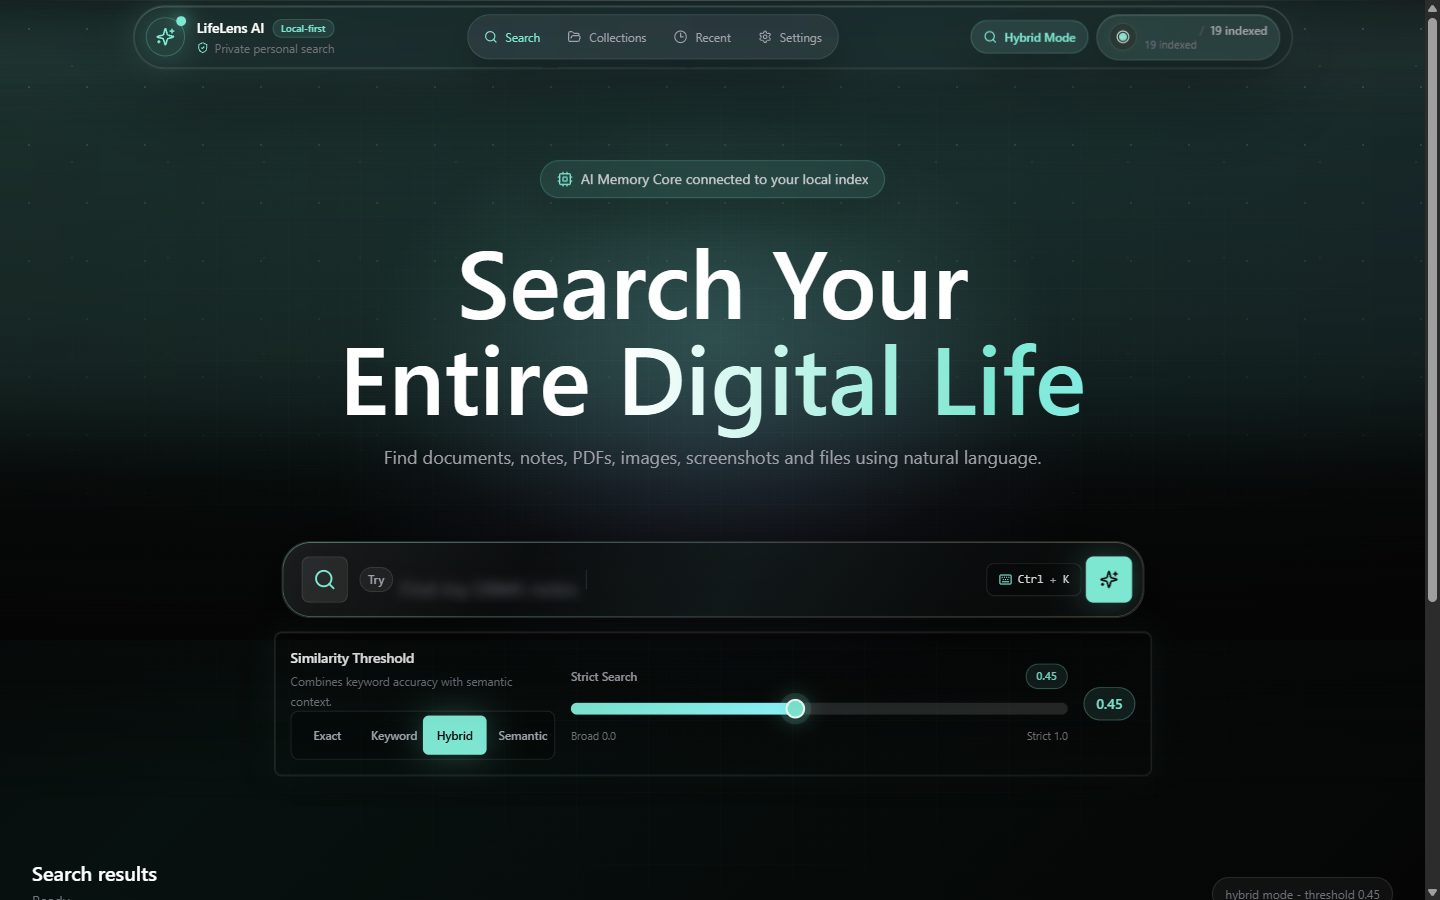 LifeLens AI
Local-first
Private personal search
Search
Collections
Recent
Settings
Hybrid Mode
19 indexed
/ 19 indexed
AI Memory Core connected to your local index
Search Your
Entire Digital Life
Find documents, notes, PDFs, images, screenshots and files using natural language.
Try
Ctrl + K
Similarity Threshold
Combines keyword accuracy with semantic
context.
Exact
Keyword
Hybrid
Semantic
Strict Search
0.45
Broad 0.0
Strict 1.0
0.45
Search results
Ready
hybrid mode - threshold 0.45